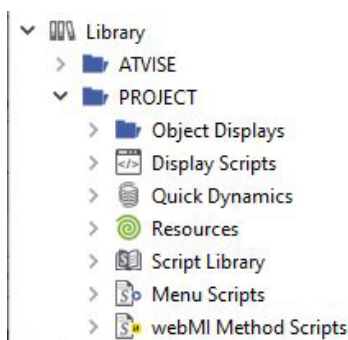 Library
ATVISE
PROJECT
Object Displays
Display Scripts
Quick Dynamics
Resources
Script Library
Menu Scripts
webMI Method Scripts